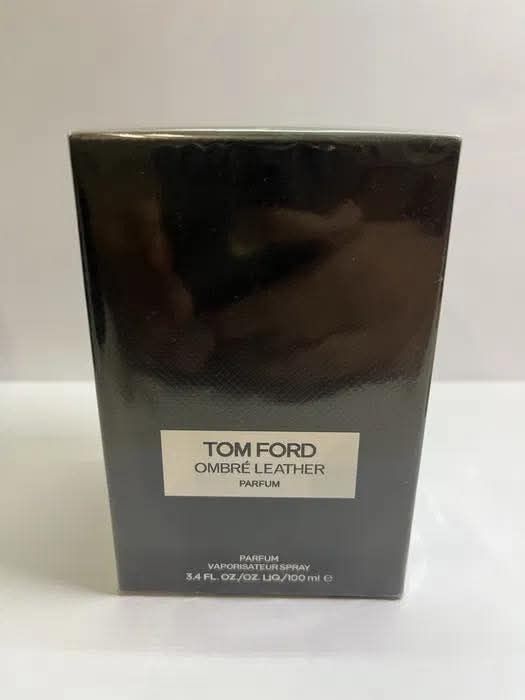 TOM FORD
OMBRÉ LEATHER
PARFUM
PARFUM
VAPORISATEUR SPRAY
3.4 FL. OZ./OZ. LIQ/100 ml ℮